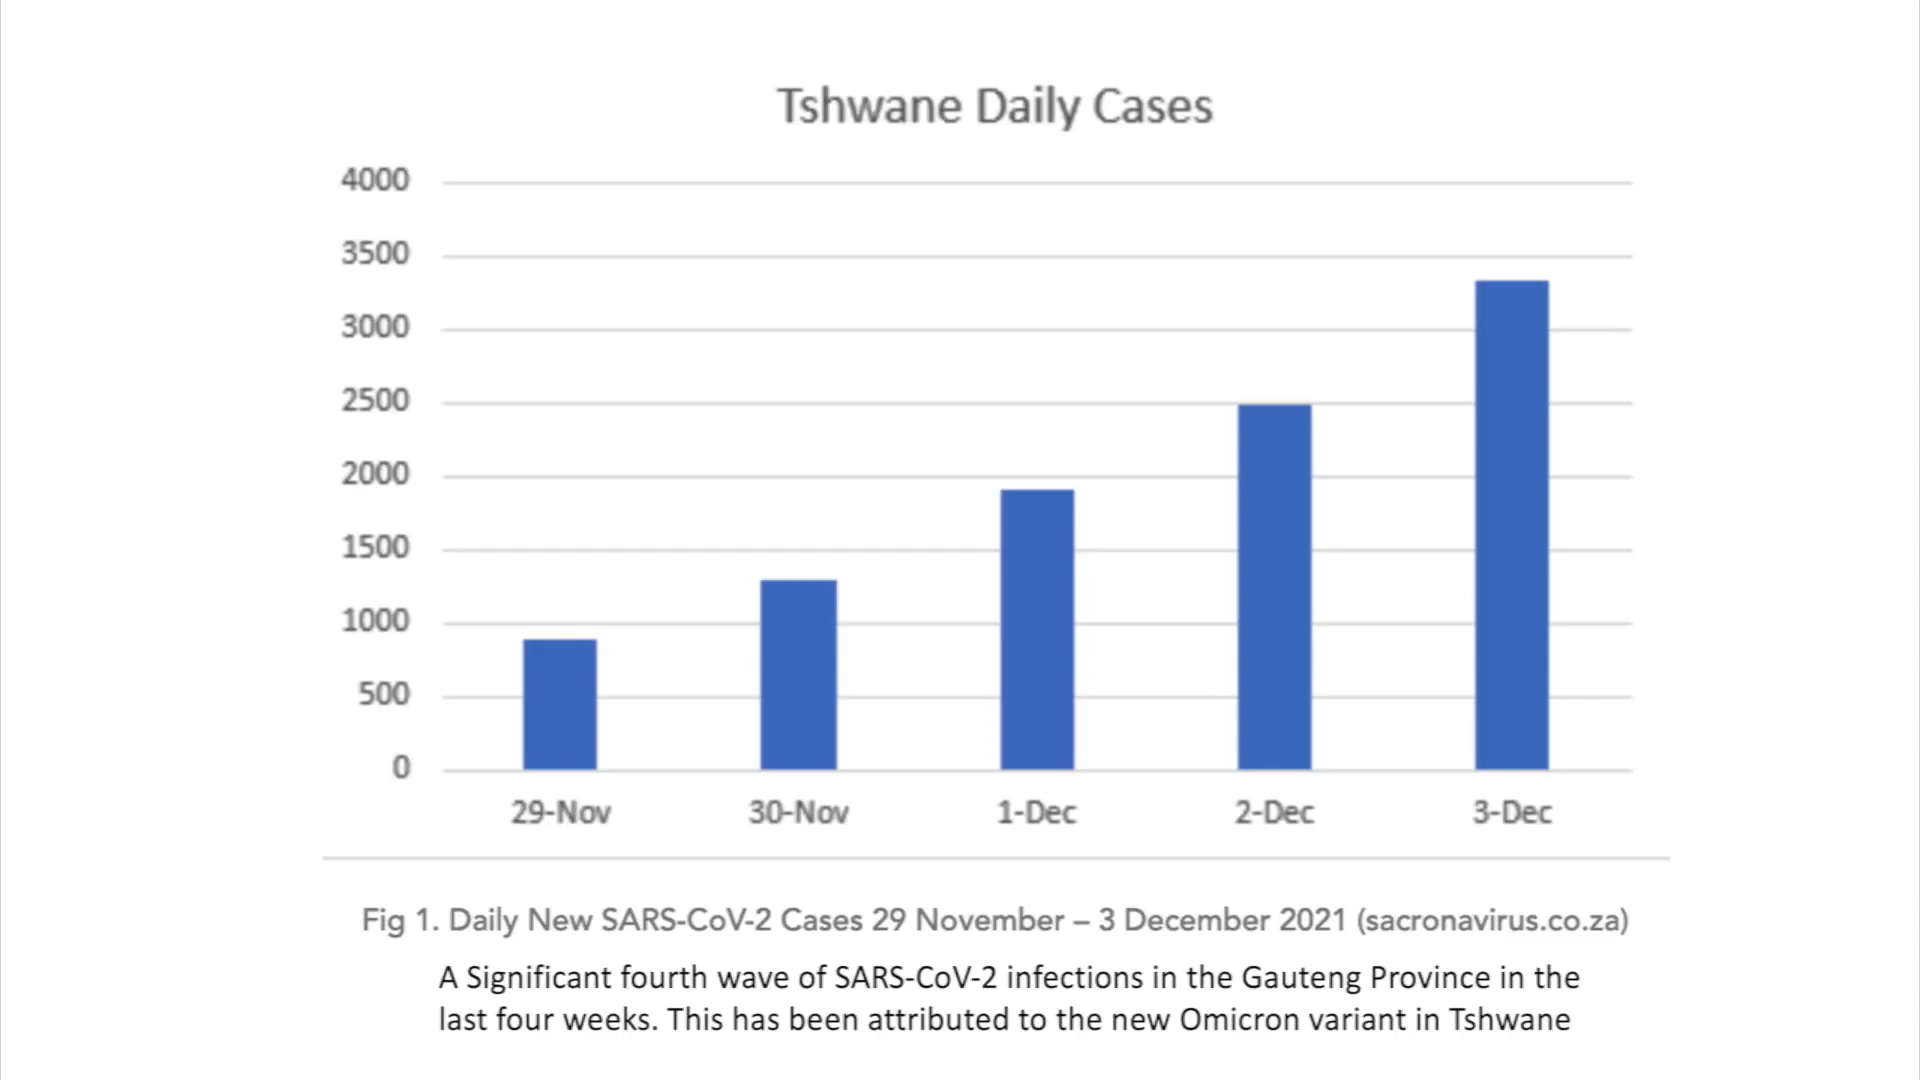 Tshwane Daily Cases
4000
3500
3000
2500
2000
1500
1000
500
0
29-Nov 30-Nov 1-Dec 2-Dec 3-Dec
Fig 1. Daily New SARS-CoV-2 Cases 29 November – 3 December 2021 (sacronavirus.co.za)
A Significant fourth wave of SARS-CoV-2 infections in the Gauteng Province in the
last four weeks. This has been attributed to the new Omicron variant in Tshwane